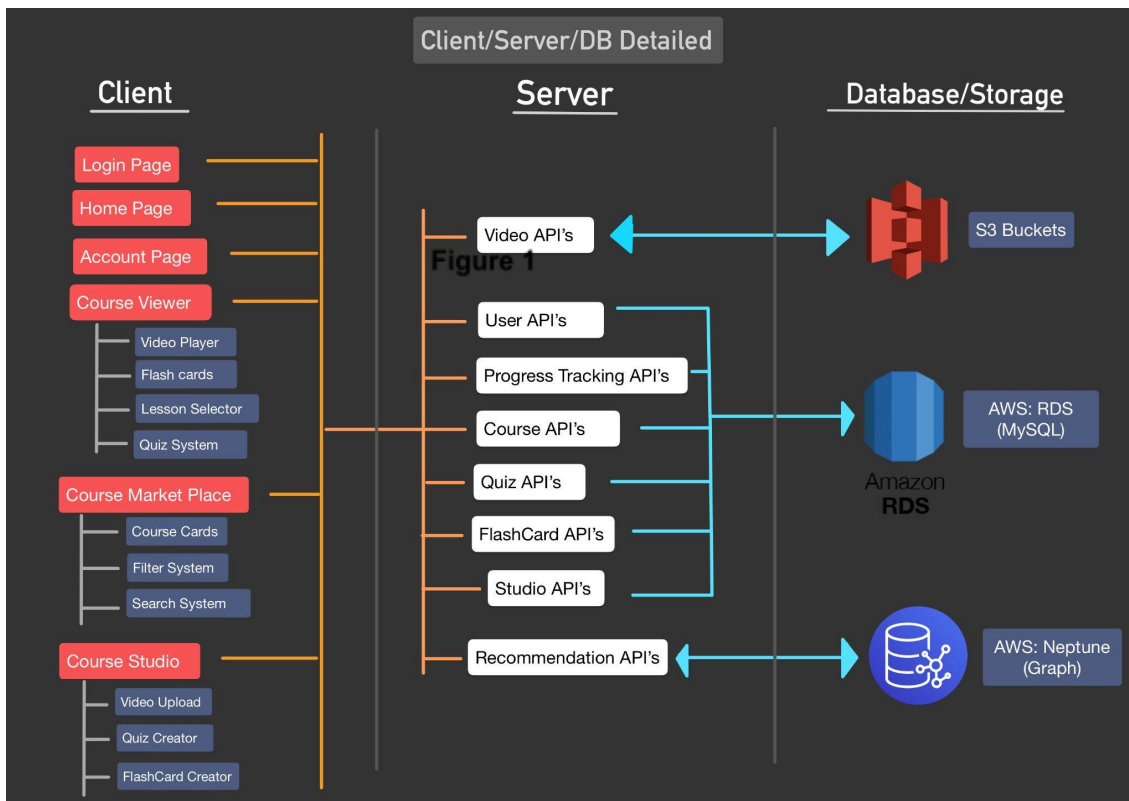 Client/Server/DB Detailed
Client
Login Page
Home Page
Account Page
Course Viewer
Video Player
Flash cards
Lesson Selector
Quiz System
Course Market Place
Course Cards
Filter System
Search System
Course Studio
Video Upload
Quiz Creator
FlashCard Creator
Server
Video API's
Figure 1
User API's
Progress Tracking API's
Course API's
Quiz API's
FlashCard API's
Studio API's
Recommendation API's
Database/Storage
S3 Buckets
Amazon
RDS
AWS: RDS
(MySQL)
AWS: Neptune
(Graph)